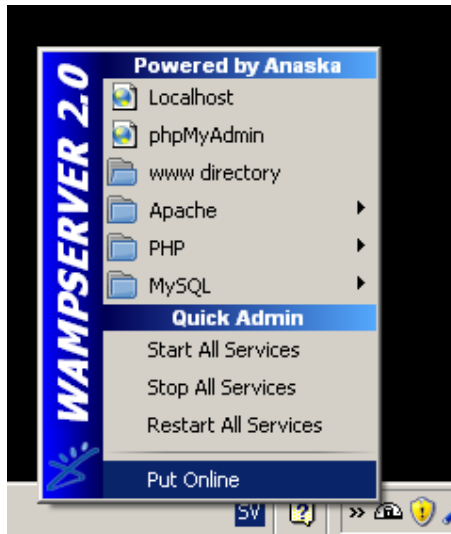 WAMPSERVER 2.0
Powered by Anaska
Localhost
phpMyAdmin
www directory
Apache
PHP
MySQL
Quick Admin
Start All Services
Stop All Services
Restart All Services
Put Online
SV